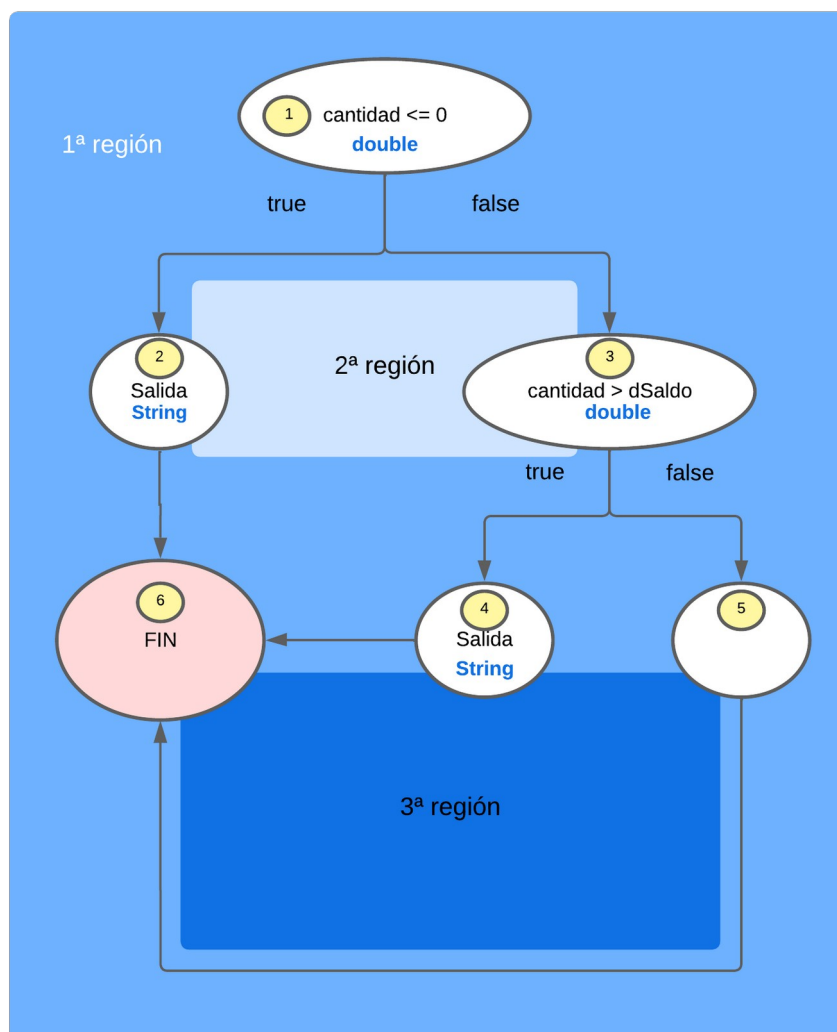 1
cantidad <= 0
double
1ª región
true
false
2
Salida
String
2ª región
3
cantidad > dSaldo
double
true
false
6
FIN
4
Salida
String
5
3ª región